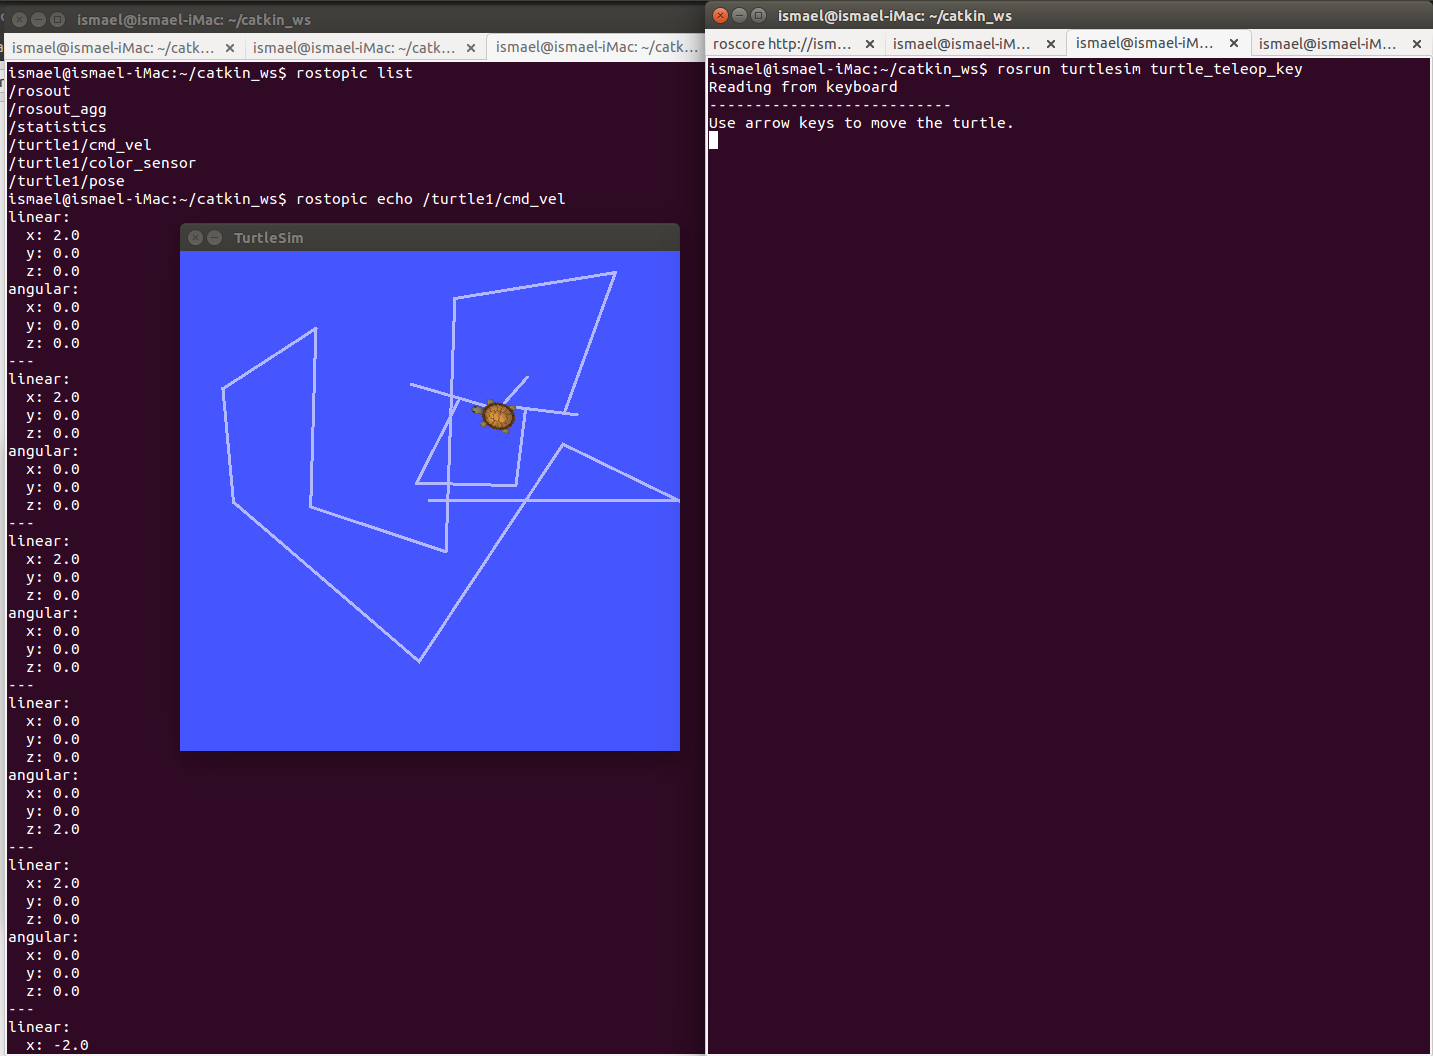 ismael@ismael-iMac: ~/catkin_ws
ismael@ismael-iMac: ~/catk... ismael@ismael-iMac: ~/catk... ismael@ismael-iMac: ~/catk...
ismael@ismael-iMac:~/catkin_ws$ rostopic list
/rosout
/rosout_agg
/statistics
/turtle1/cmd_vel
/turtle1/color_sensor
/turtle1/pose
ismael@ismael-iMac:~/catkin_ws$ rostopic echo /turtle1/cmd_vel
linear:
  x: 2.0
  y: 0.0
  z: 0.0
angular:
  x: 0.0
  y: 0.0
  z: 0.0
---
linear:
  x: 2.0
  y: 0.0
  z: 0.0
angular:
  x: 0.0
  y: 0.0
  z: 0.0
---
linear:
  x: 2.0
  y: 0.0
  z: 0.0
angular:
  x: 0.0
  y: 0.0
  z: 0.0
---
linear:
  x: 0.0
  y: 0.0
  z: 0.0
angular:
  x: 0.0
  y: 0.0
  z: 2.0
---
linear:
  x: 2.0
  y: 0.0
  z: 0.0
angular:
  x: 0.0
  y: 0.0
  z: 0.0
---
linear:
  x: -2.0
TurtleSim
ismael@ismael-iMac: ~/catkin_ws
roscore http://ism... ismael@ismael-iM... ismael@ismael-iM... ismael@ismael-iM...
ismael@ismael-iMac:~/catkin_ws$ rosrun turtlesim turtle_teleop_key
Reading from keyboard
---------------------------
Use arrow keys to move the turtle.